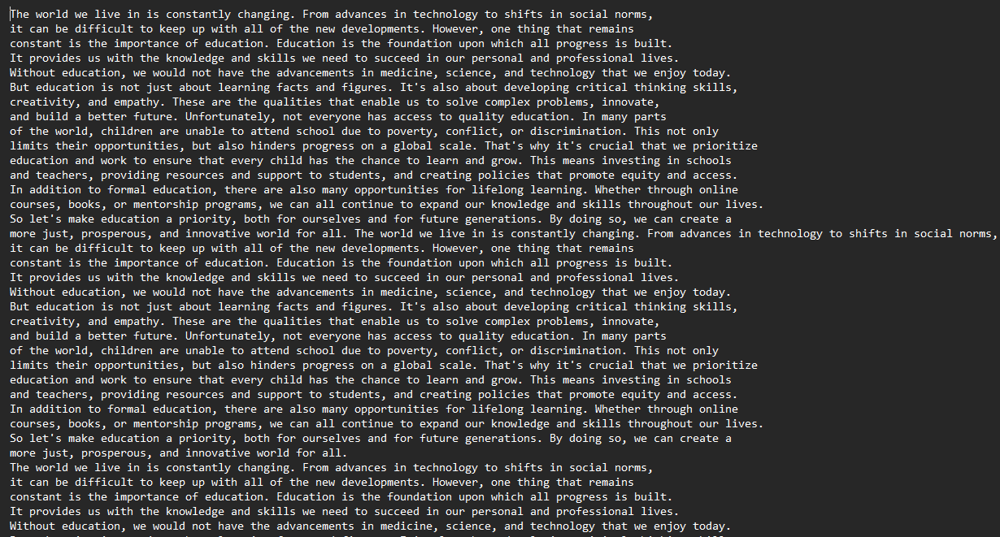 The world we live in is constantly changing. From advances in technology to shifts in social norms,
it can be difficult to keep up with all of the new developments. However, one thing that remains
constant is the importance of education. Education is the foundation upon which all progress is built.
It provides us with the knowledge and skills we need to succeed in our personal and professional lives.
Without education, we would not have the advancements in medicine, science, and technology that we enjoy today.
But education is not just about learning facts and figures. It's also about developing critical thinking skills,
creativity, and empathy. These are the qualities that enable us to solve complex problems, innovate,
and build a better future. Unfortunately, not everyone has access to quality education. In many parts
of the world, children are unable to attend school due to poverty, conflict, or discrimination. This not only
limits their opportunities, but also hinders progress on a global scale. That's why it's crucial that we prioritize
education and work to ensure that every child has the chance to learn and grow. This means investing in schools
and teachers, providing resources and support to students, and creating policies that promote equity and access.
In addition to formal education, there are also many opportunities for lifelong learning. Whether through online
courses, books, or mentorship programs, we can all continue to expand our knowledge and skills throughout our lives.
So let's make education a priority, both for ourselves and for future generations. By doing so, we can create a
more just, prosperous, and innovative world for all. The world we live in is constantly changing. From advances in technology to shifts in social norms,
it can be difficult to keep up with all of the new developments. However, one thing that remains
constant is the importance of education. Education is the foundation upon which all progress is built.
It provides us with the knowledge and skills we need to succeed in our personal and professional lives.
Without education, we would not have the advancements in medicine, science, and technology that we enjoy today.
But education is not just about learning facts and figures. It's also about developing critical thinking skills,
creativity, and empathy. These are the qualities that enable us to solve complex problems, innovate,
and build a better future. Unfortunately, not everyone has access to quality education. In many parts
of the world, children are unable to attend school due to poverty, conflict, or discrimination. This not only
limits their opportunities, but also hinders progress on a global scale. That's why it's crucial that we prioritize
education and work to ensure that every child has the chance to learn and grow. This means investing in schools
and teachers, providing resources and support to students, and creating policies that promote equity and access.
In addition to formal education, there are also many opportunities for lifelong learning. Whether through online
courses, books, or mentorship programs, we can all continue to expand our knowledge and skills throughout our lives.
So let's make education a priority, both for ourselves and for future generations. By doing so, we can create a
more just, prosperous, and innovative world for all.
The world we live in is constantly changing. From advances in technology to shifts in social norms,
it can be difficult to keep up with all of the new developments. However, one thing that remains
constant is the importance of education. Education is the foundation upon which all progress is built.
It provides us with the knowledge and skills we need to succeed in our personal and professional lives.
Without education, we would not have the advancements in medicine, science, and technology that we enjoy today.